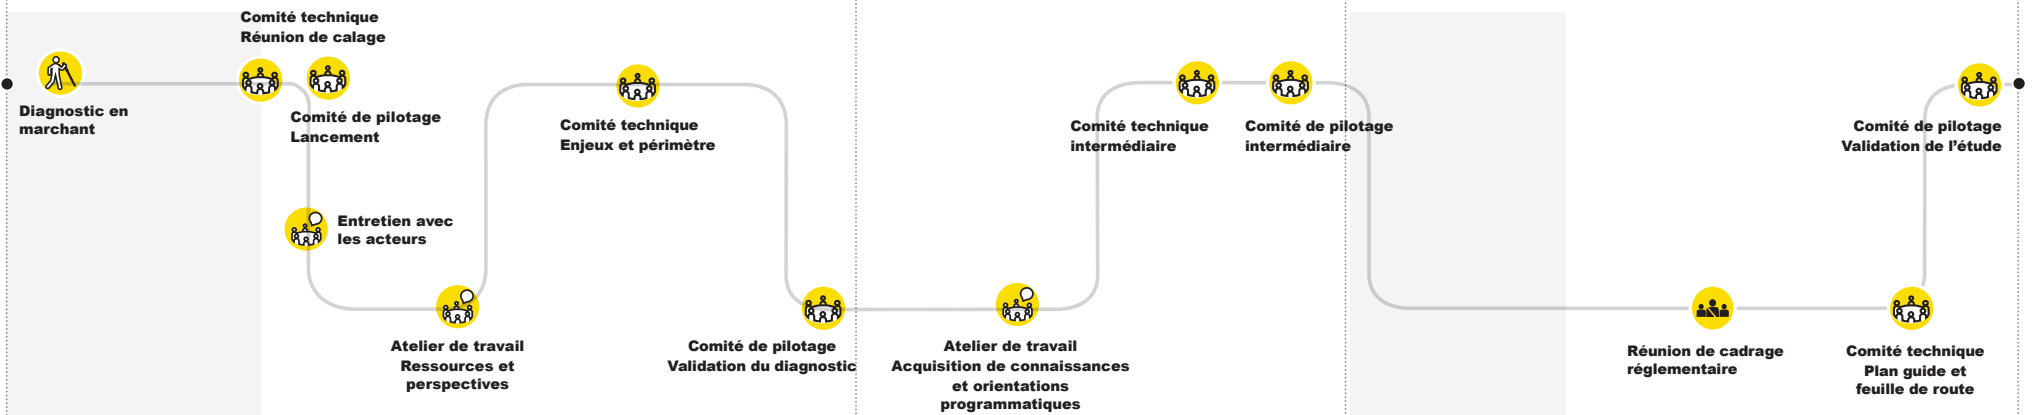 Diagnostic en
marchant
Comité technique
Réunion de calage
Comité de pilotage
Lancement
Entretien avec
les acteurs
Atelier de travail
Ressources et
perspectives
Comité technique
Enjeux et périmètre
Comité de pilotage
Validation du diagnostic
Atelier de travail
Acquisition de connaissances
et orientations
programmatiques
Comité technique
intermédiaire
Comité de pilotage
intermédiaire
Réunion de cadrage
réglementaire
Comité technique
Plan guide et
feuille de route
Comité de pilotage
Validation de l’étude